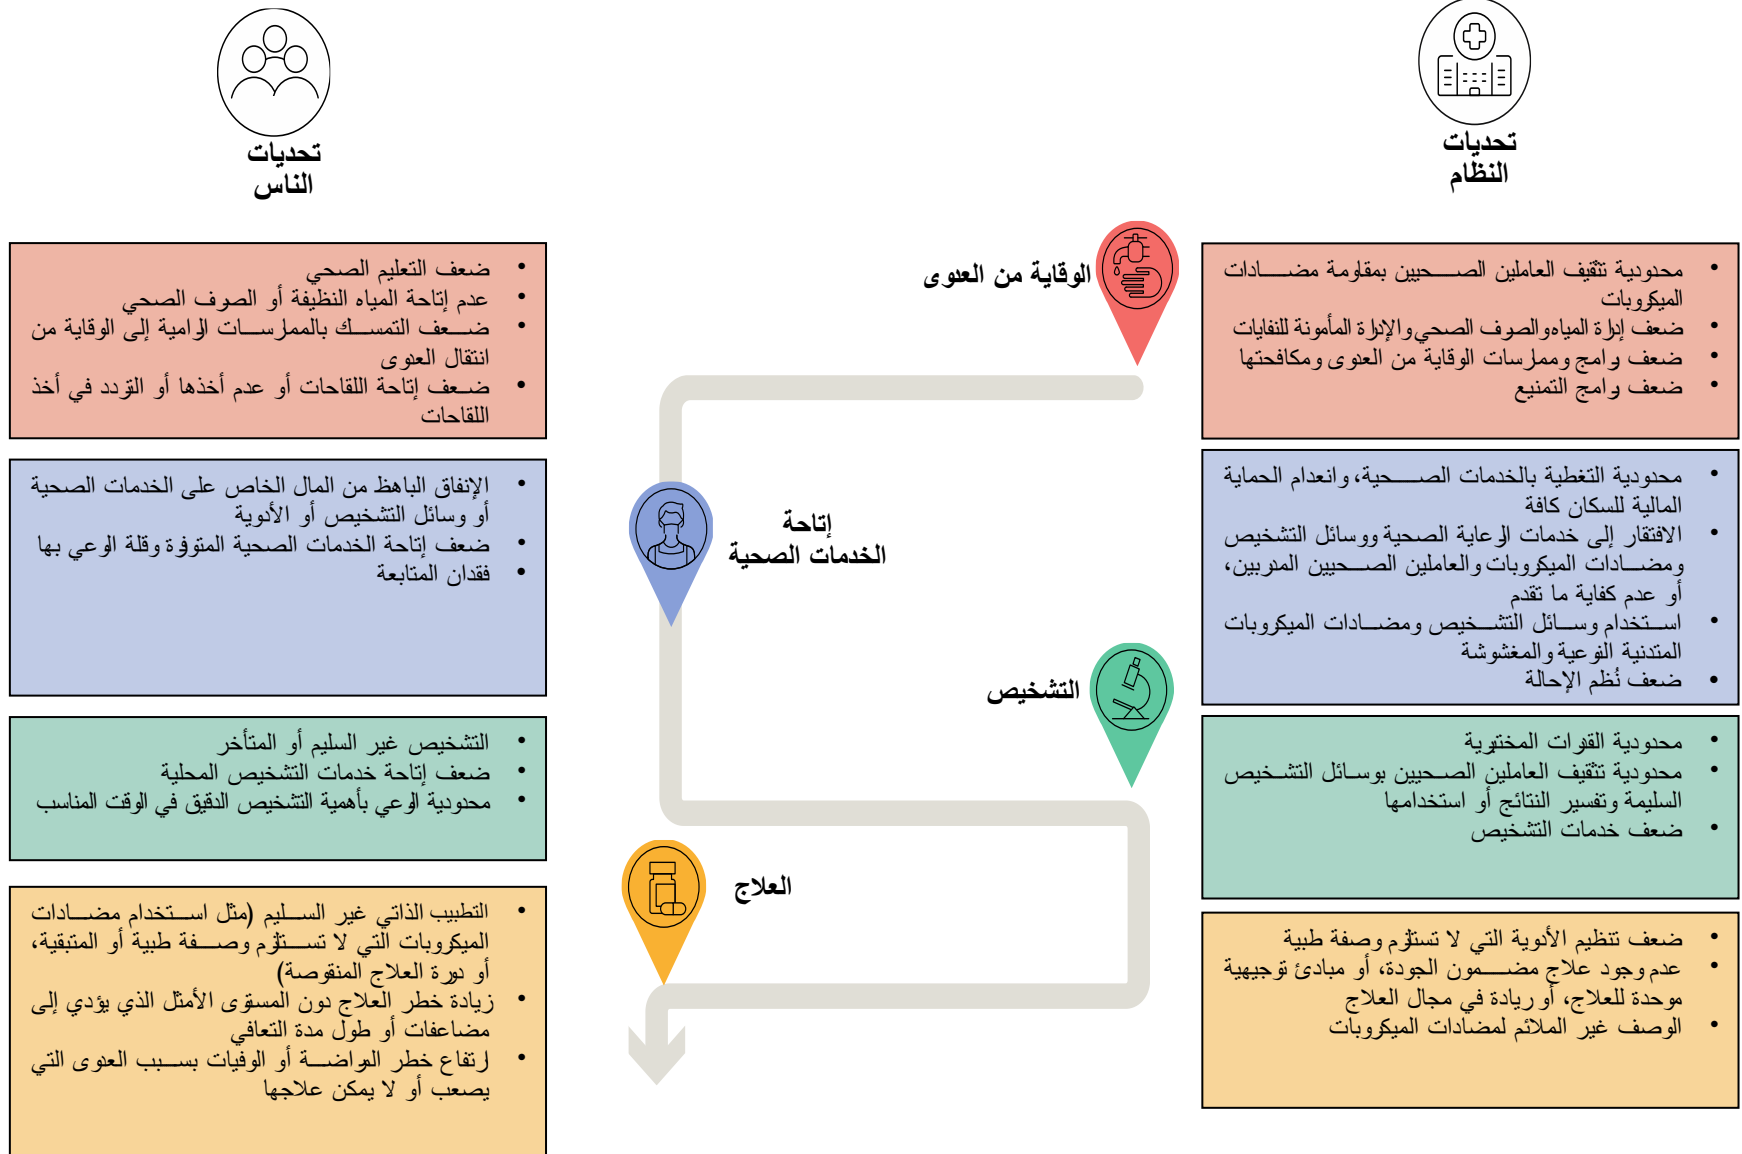 تحديات
النظام
تحديات
الناس
الوقاية من العدوى
• محدودية تثقيف العاملين الصحيين بمقاومة مضادات
الميكروبات
• ضعف إدارة المياه والصرف الصحي والإدارة المأمونة للنفايات
• ضعف برامج وممارسات الوقاية من العدوى ومكافحتها
• ضعف برامج التمنيع
• ضعف التعليم الصحي
• عدم إتاحة المياه النظيفة أو الصرف الصحي
• ضعف التمسك بالممارسات الرامية إلى الوقاية من
انتقال العدوى
• ضعف إتاحة اللقاحات أو عدم أخذها أو التردد في أخذ
اللقاحات
إتاحة
الخدمات الصحية
• محدودية التغطية بالخدمات الصحية، وانعدام الحماية
المالية للسكان كافة
• الافتقار إلى خدمات الرعاية الصحية ووسائل التشخيص
ومضادات الميكروبات والعاملين الصحيين المدربين،
أو عدم كفاية ما تقدم
• استخدام وسائل التشخيص ومضادات الميكروبات
المتدنية النوعية والمغشوشة
• ضعف نُظم الإحالة
• الإنفاق الباهظ من المال الخاص على الخدمات الصحية
أو وسائل التشخيص أو الأدوية
• ضعف إتاحة الخدمات الصحية المتوفرة وقلة الوعي بها
• فقدان المتابعة
التشخيص
• محدودية القدرات المختبرية
• محدودية تثقيف العاملين الصحيين بوسائل التشخيص
السليمة وتفسير النتائج أو استخدامها
• ضعف خدمات التشخيص
• التشخيص غير السليم أو المتأخر
• ضعف إتاحة خدمات التشخيص المحلية
• محدودية الوعي بأهمية التشخيص الدقيق في الوقت المناسب
العلاج
• ضعف تنظيم الأدوية التي لا تستلزم وصفة طبية
• عدم وجود علاج مضمون الجودة، أو مبادئ توجيهية
موحدة للعلاج، أو ريادة في مجال العلاج
• الوصف غير الملائم لمضادات الميكروبات
• التطبيب الذاتي غير السليم (مثل استخدام مضادات
الميكروبات التي لا تستلزم وصفة طبية أو المتبقية،
أو دورة العلاج المنقوصة)
• زيادة خطر العلاج دون المستوى الأمثل الذي يؤدي إلى
مضاعفات أو طول مدة التعافي
• ارتفاع خطر المراضة أو الوفيات بسبب العدوى التي
يصعب أو لا يمكن علاجها